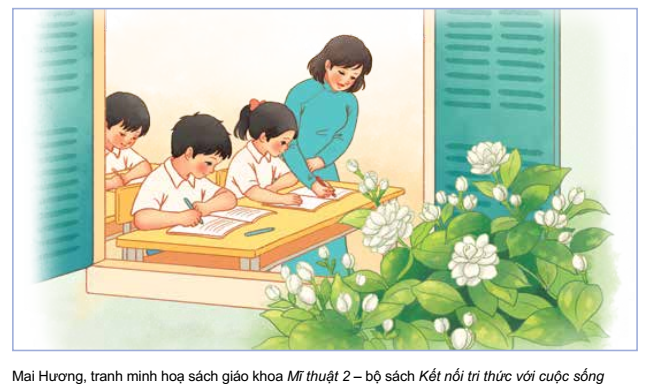 Mai Hương, tranh minh hoạ sách giáo khoa Mĩ thuật 2 – bộ sách Kết nối tri thức với cuộc sống